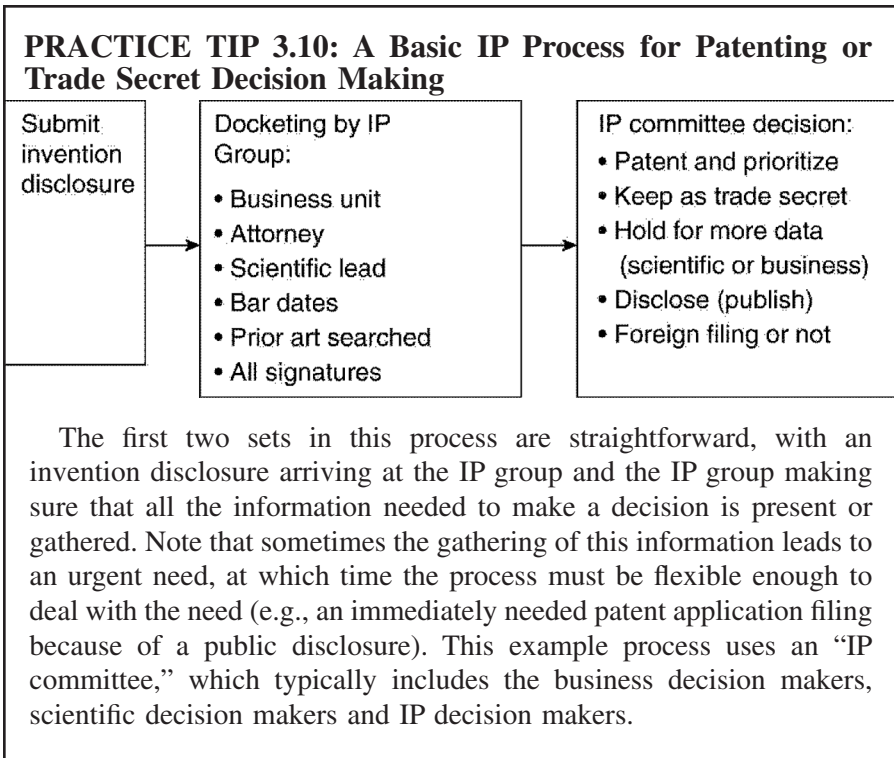 PRACTICE TIP 3.10: A Basic IP Process for Patenting or
Trade Secret Decision Making
Submit
invention
disclosure
Docketing by IP
Group:
• Business unit
• Attorney
• Scientific lead
• Bar dates
• Prior art searched
• All signatures
IP committee decision:
• Patent and prioritize
• Keep as trade secret
• Hold for more data
(scientific or business)
• Disclose (publish)
• Foreign filing or not
The first two sets in this process are straightforward, with an
invention disclosure arriving at the IP group and the IP group making
sure that all the information needed to make a decision is present or
gathered. Note that sometimes the gathering of this information leads to
an urgent need, at which time the process must be flexible enough to
deal with the need (e.g., an immediately needed patent application filing
because of a public disclosure). This example process uses an “IP
committee,” which typically includes the business decision makers,
scientific decision makers and IP decision makers.